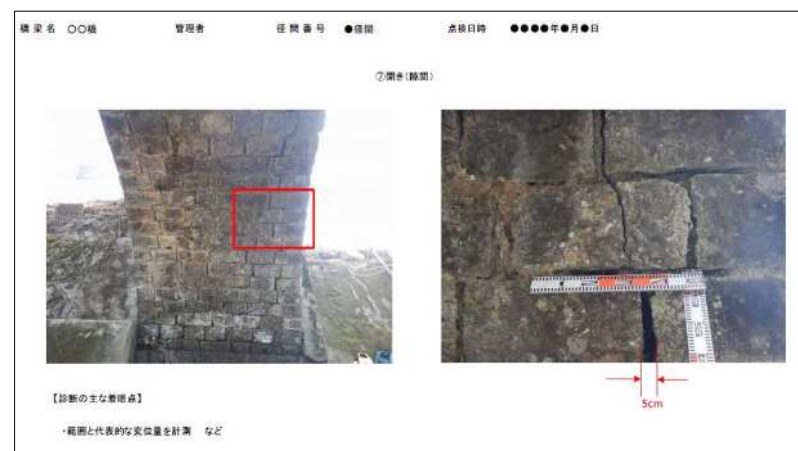 橋梁名 〇〇橋 管理者 径間番号 ●径間 点検日時 ●●●●年●月●日
⑦開き(隙間)
5cm
【診断の主な着眼点】
・範囲と代表的な変位量を計測 など